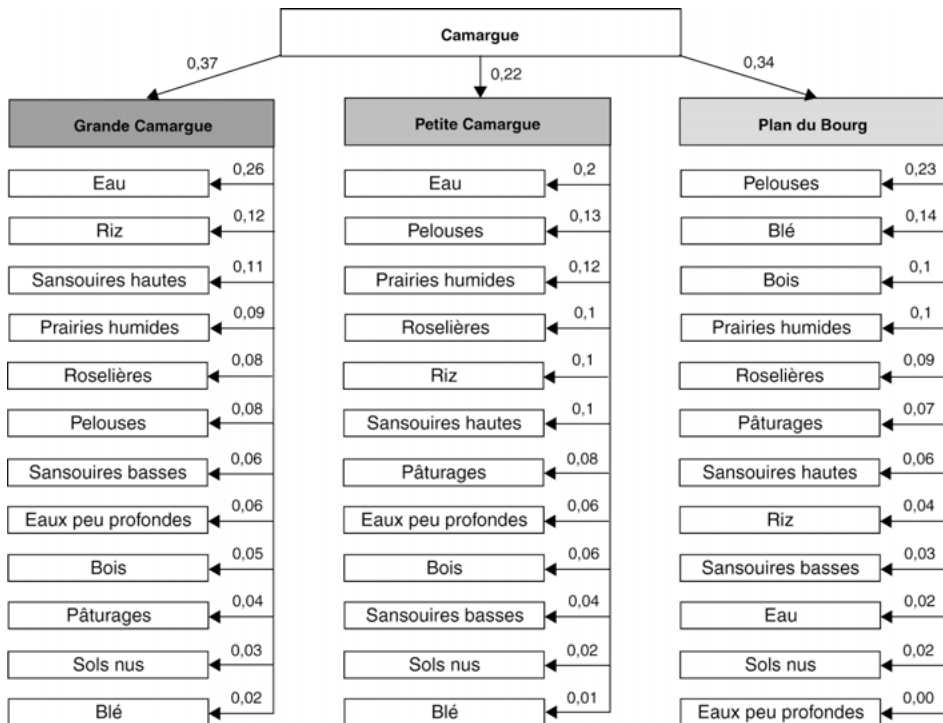 Camargue
0,37
0,22
0,34
Grande Camargue
Petite Camargue
Plan du Bourg
Eau
0,26
Riz
0,12
Sansouires hautes
0,11
Prairies humides
0,09
Roselières
0,08
Pelouses
0,08
Sansouires basses
0,06
Eaux peu profondes
0,06
Bois
0,05
Pâturages
0,04
Sols nus
0,03
Blé
0,02
Eau
0,2
Pelouses
0,13
Prairies humides
0,12
Roselières
0,1
Riz
0,1
Sansouires hautes
0,1
Pâturages
0,08
Eaux peu profondes
0,06
Bois
0,06
Sansouires basses
0,04
Sols nus
0,02
Blé
0,01
Pelouses
0,23
Blé
0,14
Bois
0,1
Prairies humides
0,1
Roselières
0,09
Pâturages
0,07
Sansouires hautes
0,06
Riz
0,04
Sansouires basses
0,03
Eau
0,02
Sols nus
0,02
Eaux peu profondes
0,00